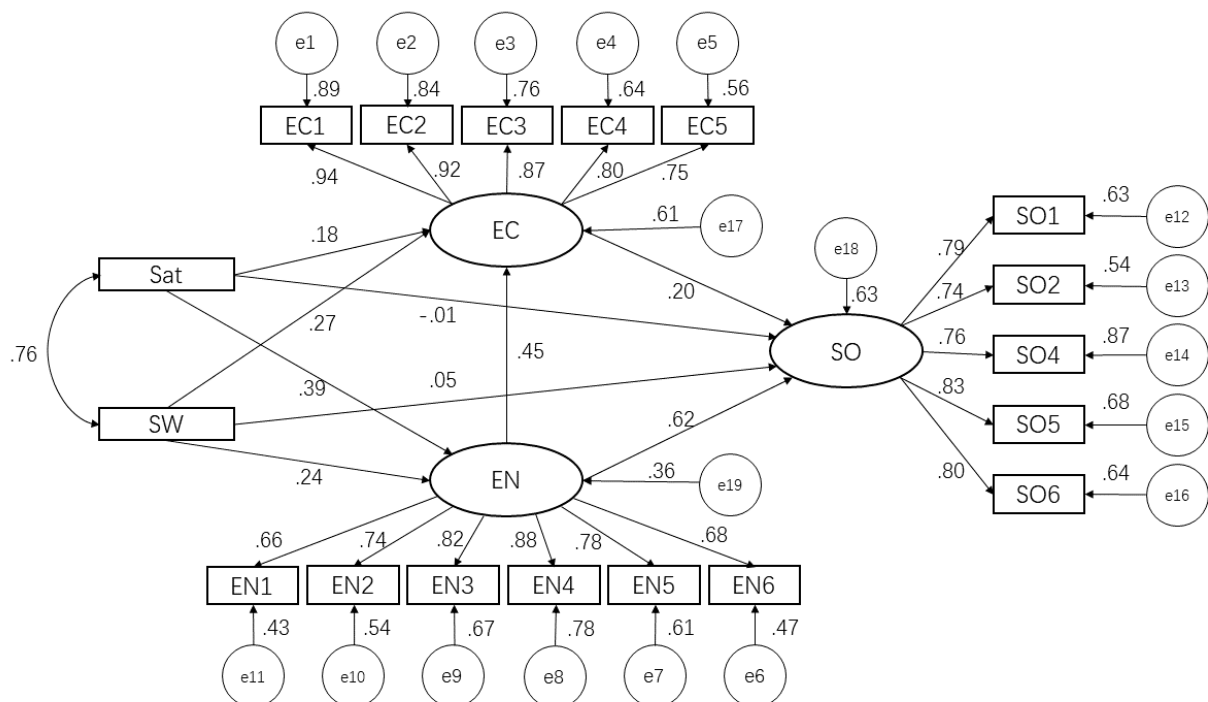 e1 e2 e3 e4 e5
.89 .84 .76 .64 .56
EC1 EC2 EC3 EC4 EC5
.94 .92 .87 .80 .75
EC .61 e17
SO1 .63 e12
.18 e18 .79
Sat .63 .74 SO2 .54 e13
.27 -.01 .20
.76 .45 SO .76 SO4 .87 e14
.39 .05 .83
SW .62 SO5 .68 e15
.24 EN .36 e19 .80 SO6 .64 e16
.66 .74 .82 .88 .78 .68
EN1 EN2 EN3 EN4 EN5 EN6
.43 .54 .67 .78 .61 .47
e11 e10 e9 e8 e7 e6